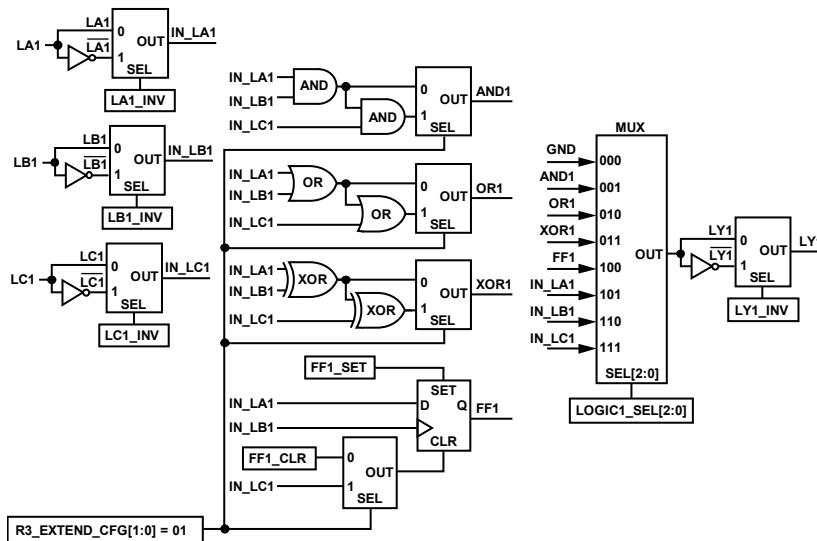 LA1
LA1
LA1
0
1
OUT
SEL
IN_LA1
LA1_INV
LB1
LB1
LB1
0
1
OUT
SEL
IN_LB1
LB1_INV
LC1
LC1
LC1
0
1
OUT
SEL
IN_LC1
LC1_INV
IN_LA1
IN_LB1
IN_LC1
AND
AND
0
1
OUT
SEL
AND1
IN_LA1
IN_LB1
IN_LC1
OR
OR
0
1
OUT
SEL
OR1
IN_LA1
IN_LB1
IN_LC1
XOR
XOR
0
1
OUT
SEL
XOR1
FF1_SET
IN_LA1
IN_LB1
SET
D
Q
CLR
FF1
FF1_CLR
IN_LC1
0
1
OUT
SEL
R3_EXTEND_CFG[1:0] = 01
MUX
GND
000
AND1
001
OR1
010
XOR1
011
FF1
100
IN_LA1
101
IN_LB1
110
IN_LC1
111
OUT
SEL[2:0]
LOGIC1_SEL[2:0]
LY1
LY1
0
1
OUT
SEL
LY1
LY1_INV